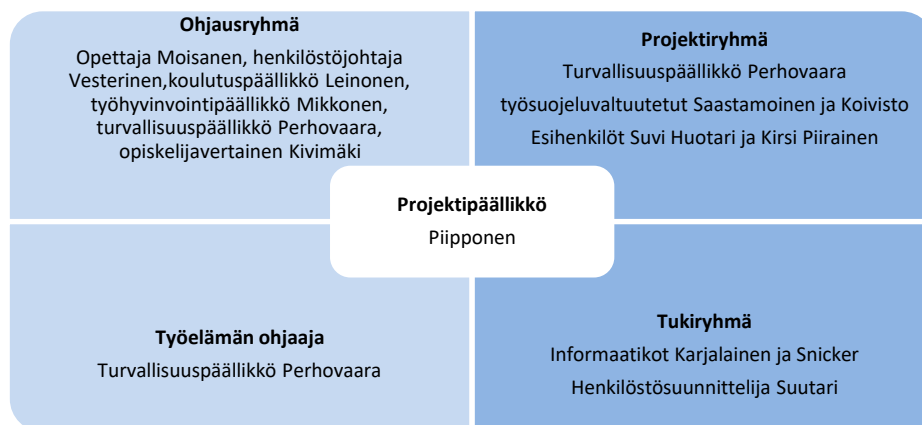 Ohjausryhmä
Opettaja Moisanen, henkilöstöjohtaja
Vesterinen,koulutuspäällikkö Leinonen,
työhyvinvointipäällikkö Mikkonen,
turvallisuuspäällikkö Perhovaara,
opiskelijavertainen Kivimäki
Projektiryhmä
Turvallisuuspäällikkö Perhovaara
työsuojeluvaltuutetut Saastamoinen ja Koivisto
Esihenkilöt Suvi Huotari ja Kirsi Piirainen
Projektipäällikkö
Piipponen
Työelämän ohjaaja
Turvallisuuspäällikkö Perhovaara
Tukiryhmä
Informaatikot Karjalainen ja Snicker
Henkilöstösuunnittelija Suutari